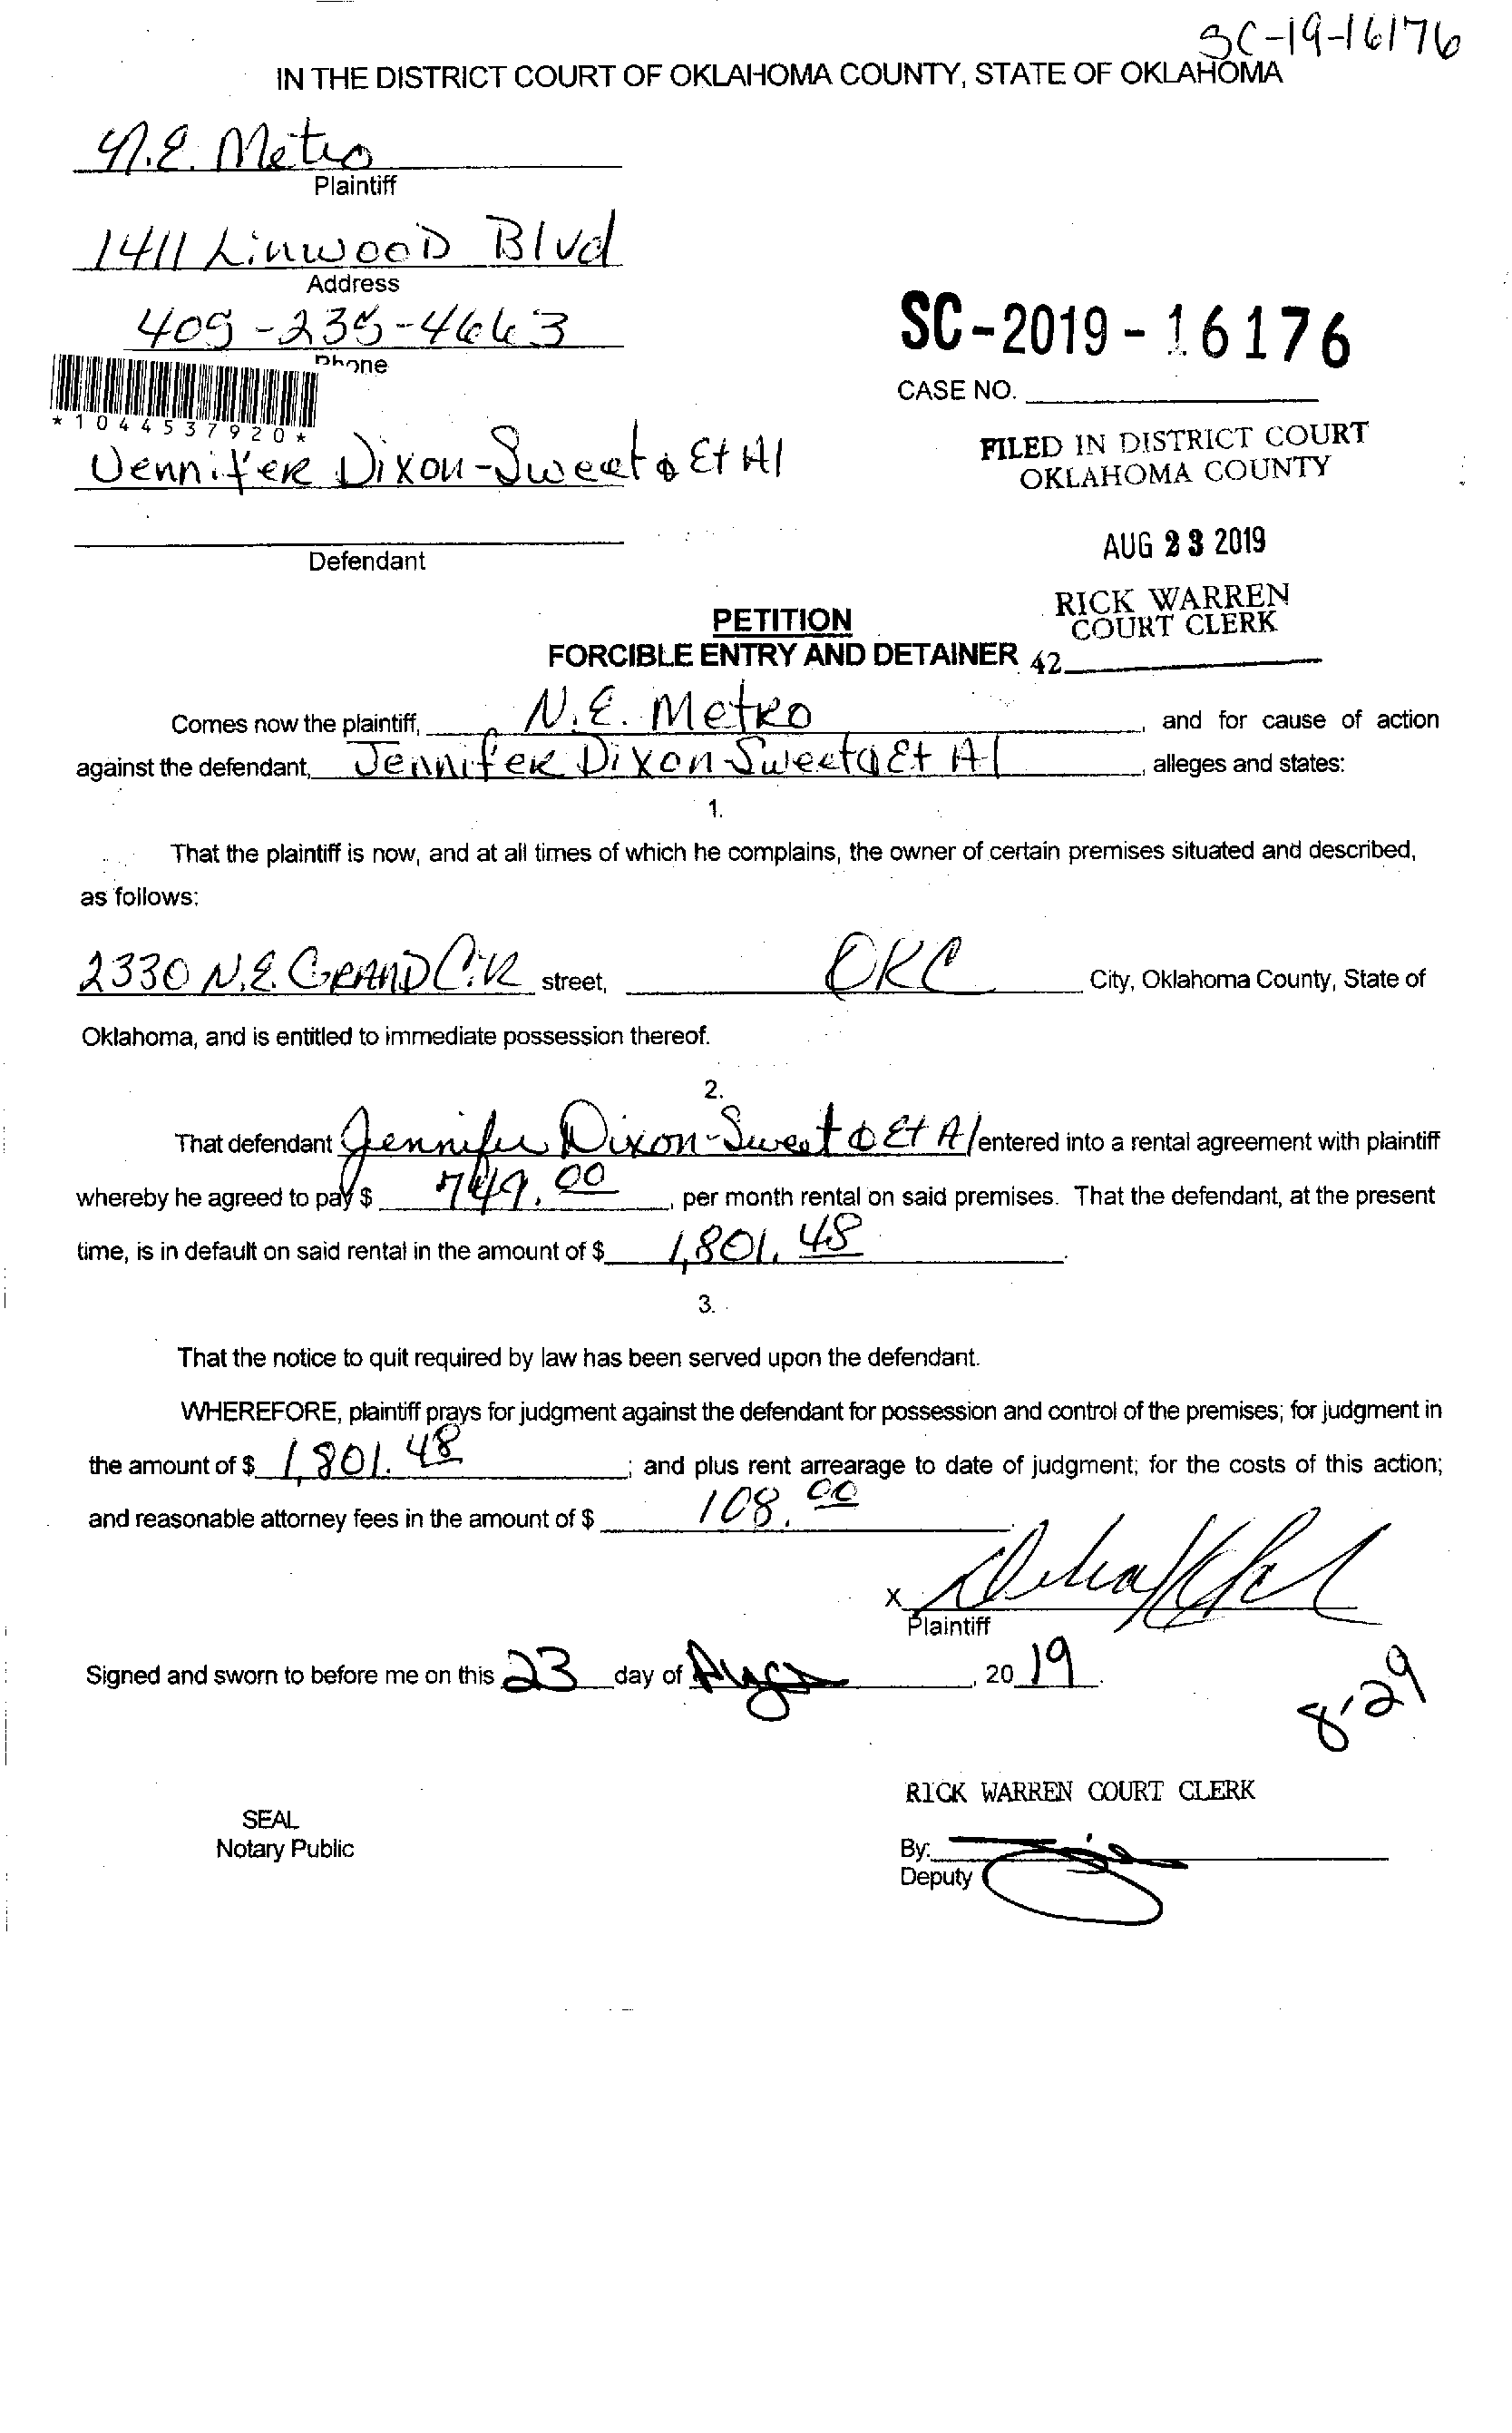 SC-19-16176
IN THE DISTRICT COURT OF OKLAHOMA COUNTY, STATE OF OKLAHOMA
N.E. Metro
Plaintiff
1411 LinwooD Blvd
Address
405-235-4663
Phone
SC-2019-16176
CASE NO.
*1044537920*
JenniFER Dixon-Sweet & Et Al
FILED IN DISTRICT COURT
OKLAHOMA COUNTY
AUG 23 2019
Defendant
RICK WARREN
COURT CLERK
PETITION
FORCIBLE ENTRY AND DETAINER 42
Comes now the plaintiff, N.E. MetRO, and for cause of action
against the defendant, JenniFER Dixon-Sweet & Et Al, alleges and states:
1.
That the plaintiff is now, and at all times of which he complains, the owner of certain premises situated and described,
as follows:
2330 N.E. GRAND CiR street, OKC City, Oklahoma County, State of
Oklahoma, and is entitled to immediate possession thereof.
2.
That defendant Jennifer Dixon-Sweet & Et Al entered into a rental agreement with plaintiff
whereby he agreed to pay $ 749.00, per month rental on said premises. That the defendant, at the present
time, is in default on said rental in the amount of $ 1,801.48.
3.
That the notice to quit required by law has been served upon the defendant.
WHEREFORE, plaintiff prays for judgment against the defendant for possession and control of the premises; for judgment in
the amount of $ 1,801.48; and plus rent arrearage to date of judgment; for the costs of this action;
and reasonable attorney fees in the amount of $ 108.00
X
Plaintiff
Signed and sworn to before me on this 23 day of Aug, 2019.
8-29
RICK WARREN COURT CLERK
SEAL
Notary Public
By:
Deputy